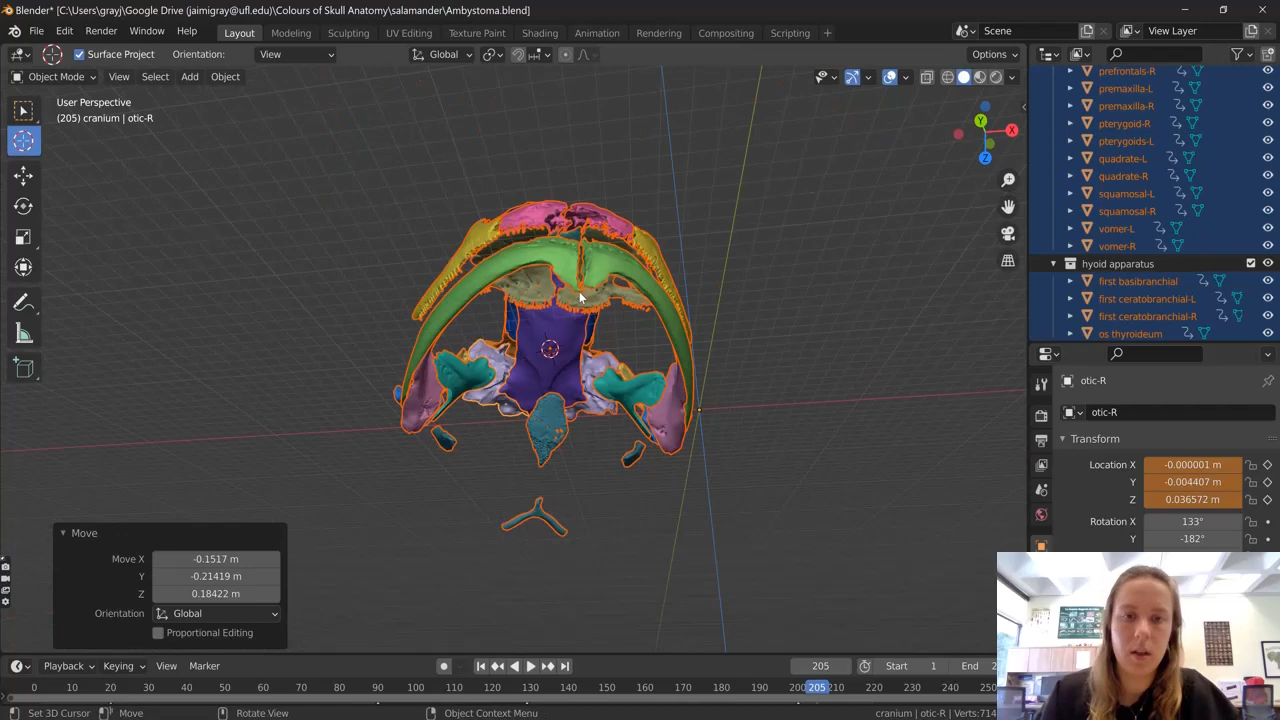 Blender* [C:\Users\grayj\Google Drive (jaimigray@ufl.edu)\Colours of Skull Anatomy\salamander\Ambystoma.blend]
File Edit Render Window Help Layout Modeling Sculpting UV Editing Texture Paint Shading Animation Rendering Compositing Scripting + Scene View Layer
Surface Project Orientation: View Global Options
Object Mode View Select Add Object
User Perspective
(205) cranium | otic-R
Y
X
Z
prefrontals-R
premaxilla-L
premaxilla-R
pterygoid-R
pterygoids-L
quadrate-L
quadrate-R
squamosal-L
squamosal-R
vomer-L
vomer-R
hyoid apparatus
first basibranchial
first ceratobranchial-L
first ceratobranchial-R
os thyroideum
otic-R
otic-R
Transform
Location X -0.000001 m
Y -0.004407 m
Z 0.036572 m
Rotation X 133°
Y -182°
Move
Move X -0.1517 m
Y -0.21419 m
Z 0.18422 m
Orientation Global
Proportional Editing
Playback Keying View Marker 205 Start 1 End
0 10 20 30 40 50 60 70 80 90 100 110 120 130 140 150 160 170 180 190 200 205 210 220 230 240 250
Set 3D Cursor Move Rotate View Object Context Menu cranium | otic-R | Verts:714